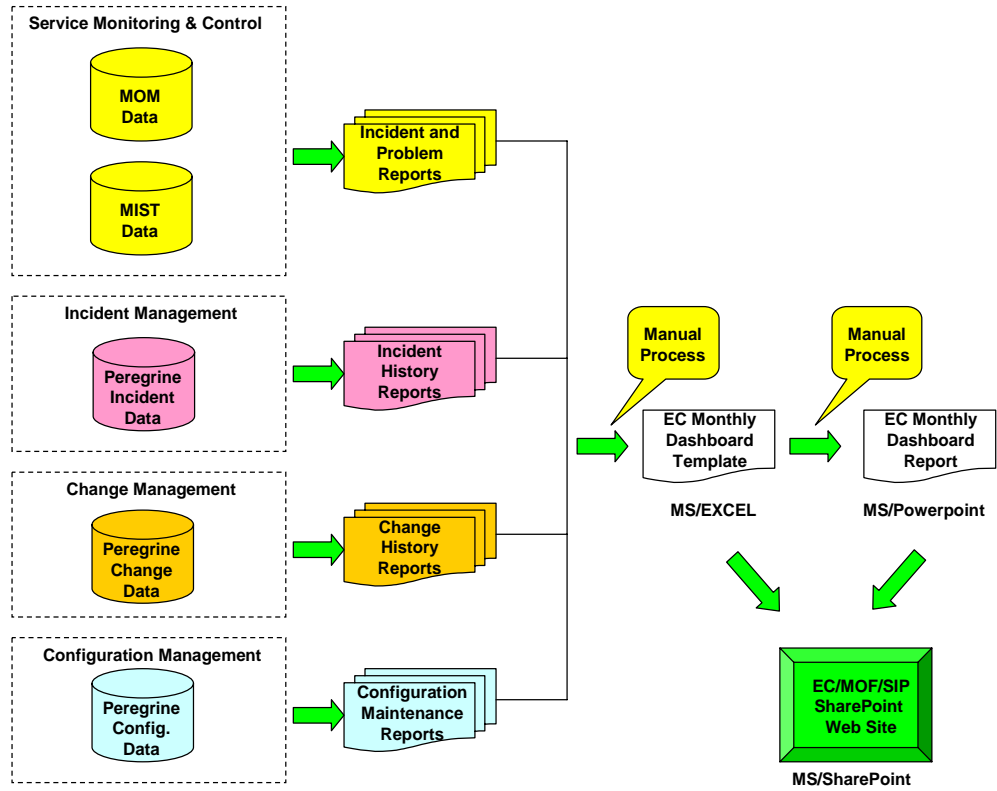 Service Monitoring & Control
MOM
Data
MIST
Data
Incident and
Problem
Reports
Incident Management
Peregrine
Incident
Data
Incident
History
Reports
Change Management
Peregrine
Change
Data
Change
History
Reports
Configuration Management
Peregrine
Config.
Data
Configuration
Maintenance
Reports
Manual
Process
EC Monthly
Dashboard
Template
MS/EXCEL
Manual
Process
EC Monthly
Dashboard
Report
MS/Powerpoint
EC/MOF/SIP
SharePoint
Web Site
MS/SharePoint